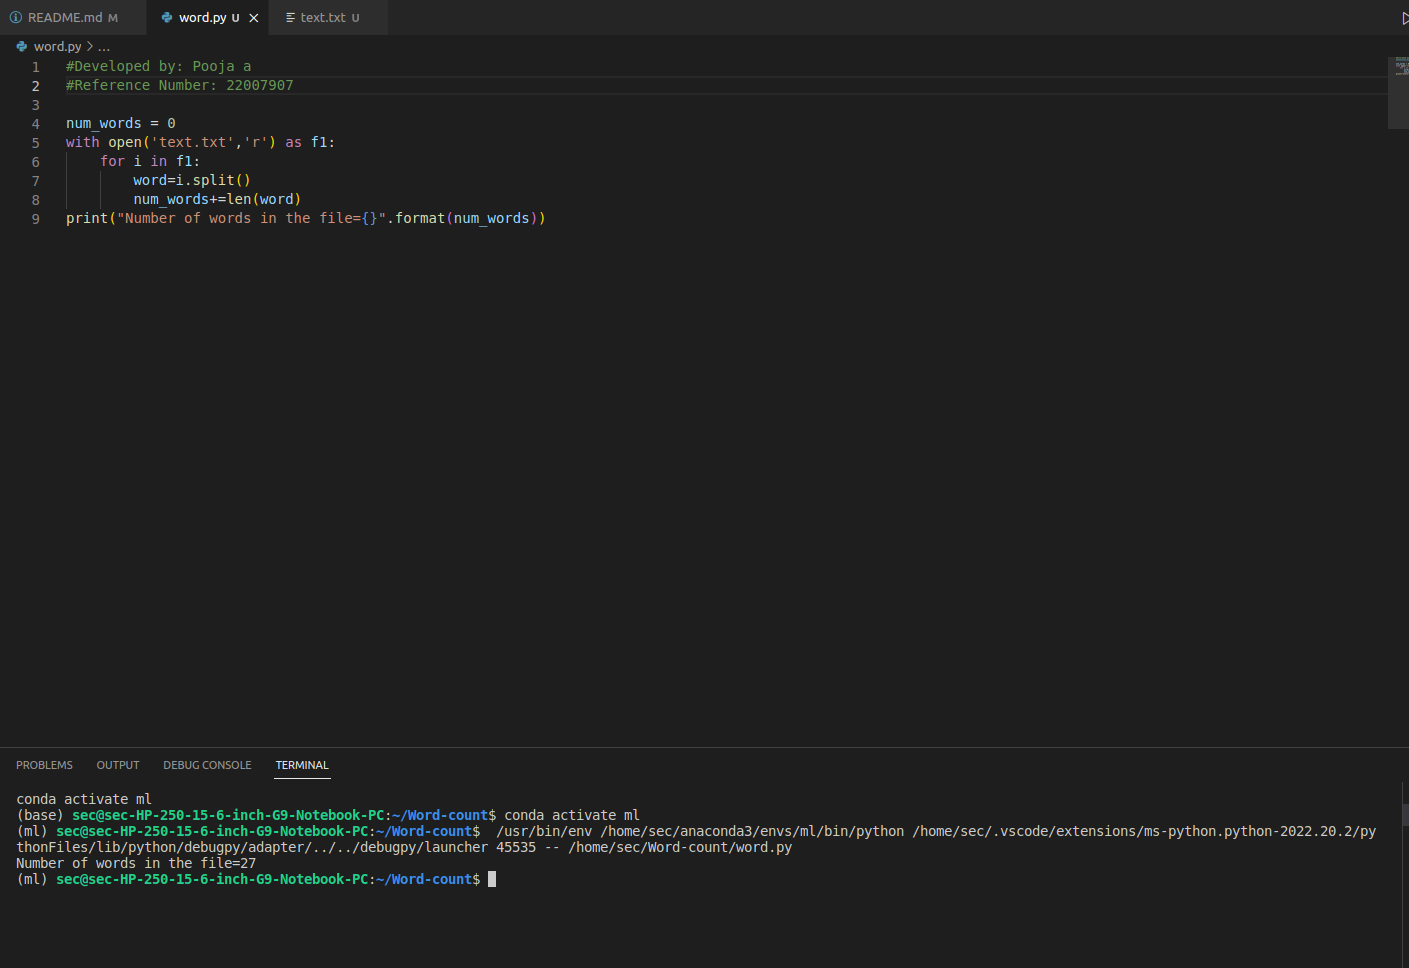 README.md M word.py U text.txt U
word.py > ...
1 #Developed by: Pooja a
2 #Reference Number: 22007907
3
4 num_words = 0
5 with open('text.txt','r') as f1:
6     for i in f1:
7         word=i.split()
8         num_words+=len(word)
9 print("Number of words in the file={}".format(num_words))
PROBLEMS OUTPUT DEBUG CONSOLE TERMINAL
conda activate ml
(base) sec@sec-HP-250-15-6-inch-G9-Notebook-PC:~/Word-count$ conda activate ml
(ml) sec@sec-HP-250-15-6-inch-G9-Notebook-PC:~/Word-count$  /usr/bin/env /home/sec/anaconda3/envs/ml/bin/python /home/sec/.vscode/extensions/ms-python.python-2022.20.2/py
thonFiles/lib/python/debugpy/adapter/../../debugpy/launcher 45535 -- /home/sec/Word-count/word.py
Number of words in the file=27
(ml) sec@sec-HP-250-15-6-inch-G9-Notebook-PC:~/Word-count$